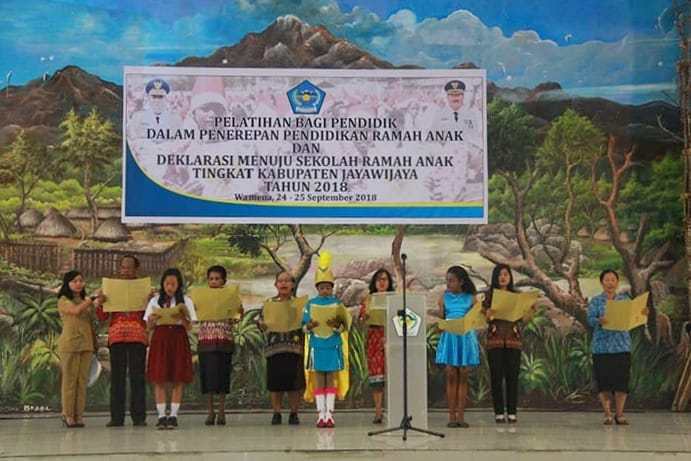 PELATIHAN BAGI PENDIDIK
DALAM PENEREPAN PENDIDIKAN RAMAH ANAK
DAN
DEKLARASI MENUJU SEKOLAH RAMAH ANAK
TINGKAT KABUPATEN JAYAWIJAYA
TAHUN 2018
Wamena, 24 - 25 September 2018